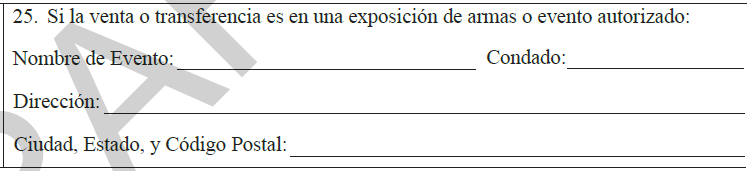 25. Si la venta o transferencia es en una exposición de armas o evento autorizado:
Nombre de Evento: Condado:
Dirección:
Ciudad, Estado, y Código Postal: